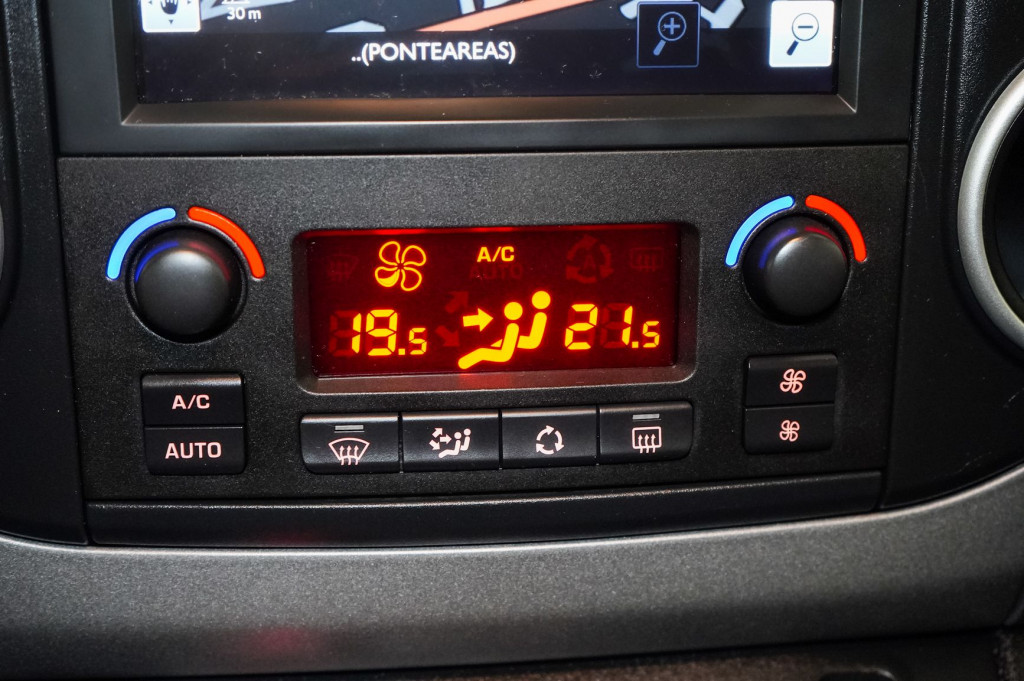 30 m
..(PONTEAREAS)
A/C
AUTO
19.5
21.5
A/C
AUTO